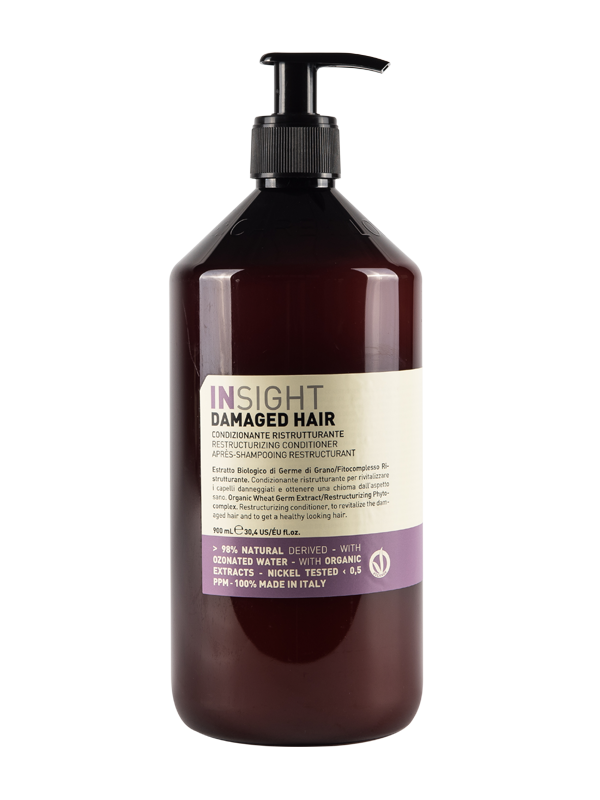 INSIGHT
DAMAGED HAIR
CONDIZIONANTE RISTRUTTURANTE
RESTRUCTURIZING CONDITIONER
APRÈS-SHAMPOOING RESTRUCTURANT
Estratto Biologico di Germe di Grano/Fitocomplesso Ri-
strutturante. Condizionante ristrutturante per rivitalizzare
i capelli danneggiati e ottenere una chioma dall'aspetto
sano. Organic Wheat Germ Extract/Restructurizing Phyto-
complex. Restructurizing conditioner, to revitalize the dam-
aged hair and to get a healthy looking hair.
900 mL ℮ 30,4 US/ÉU fl.oz.
> 98% NATURAL DERIVED - WITH
OZONATED WATER - WITH ORGANIC
EXTRACTS - NICKEL TESTED < 0,5
PPM - 100% MADE IN ITALY